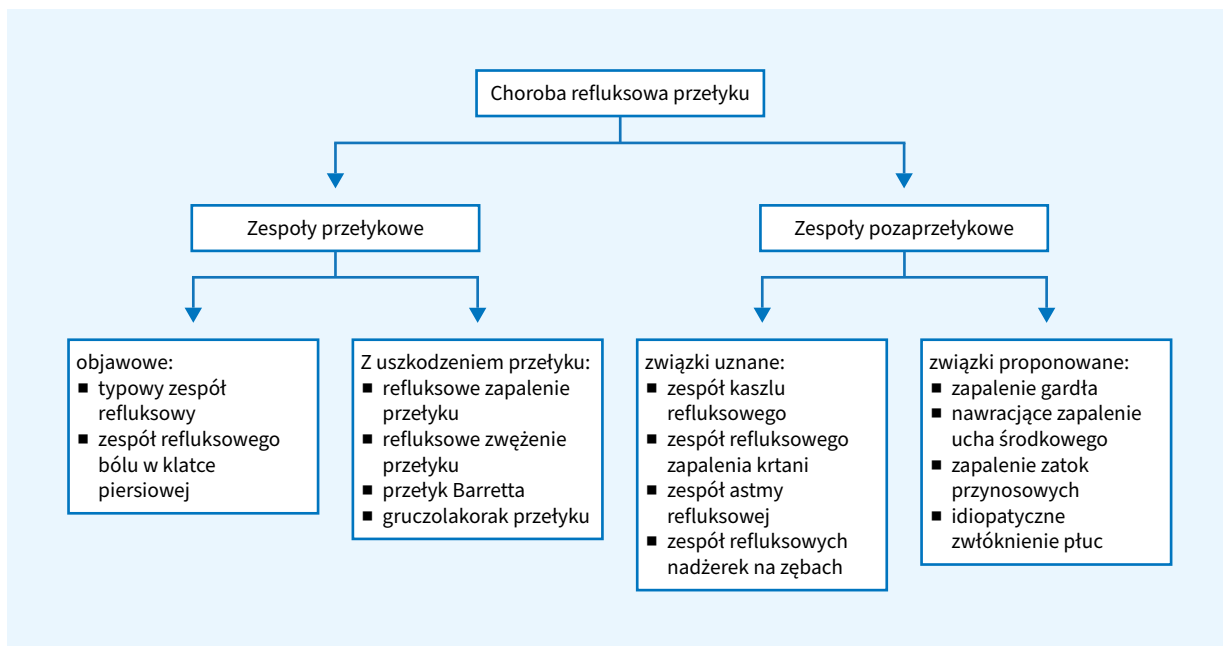 Choroba refluksowa przełyku
Zespoły przełykowe
Zespoły pozaprzełykowe
objawowe:
■ typowy zespół
refluksowy
■ zespół refluksowego
bólu w klatce
piersiowej
Z uszkodzeniem przełyku:
■ refluksowe zapalenie
przełyku
■ refluksowe zwężenie
przełyku
■ przełyk Barretta
■ gruczolakorak przełyku
związki uznane:
■ zespół kaszlu
refluksowego
■ zespół refluksowego
zapalenia krtani
■ zespół astmy
refluksowej
■ zespół refluksowych
nadżerek na zębach
związki proponowane:
■ zapalenie gardła
■ nawracjące zapalenie
ucha środkowego
■ zapalenie zatok
przynosowych
■ idiopatyczne
zwłóknienie płuc